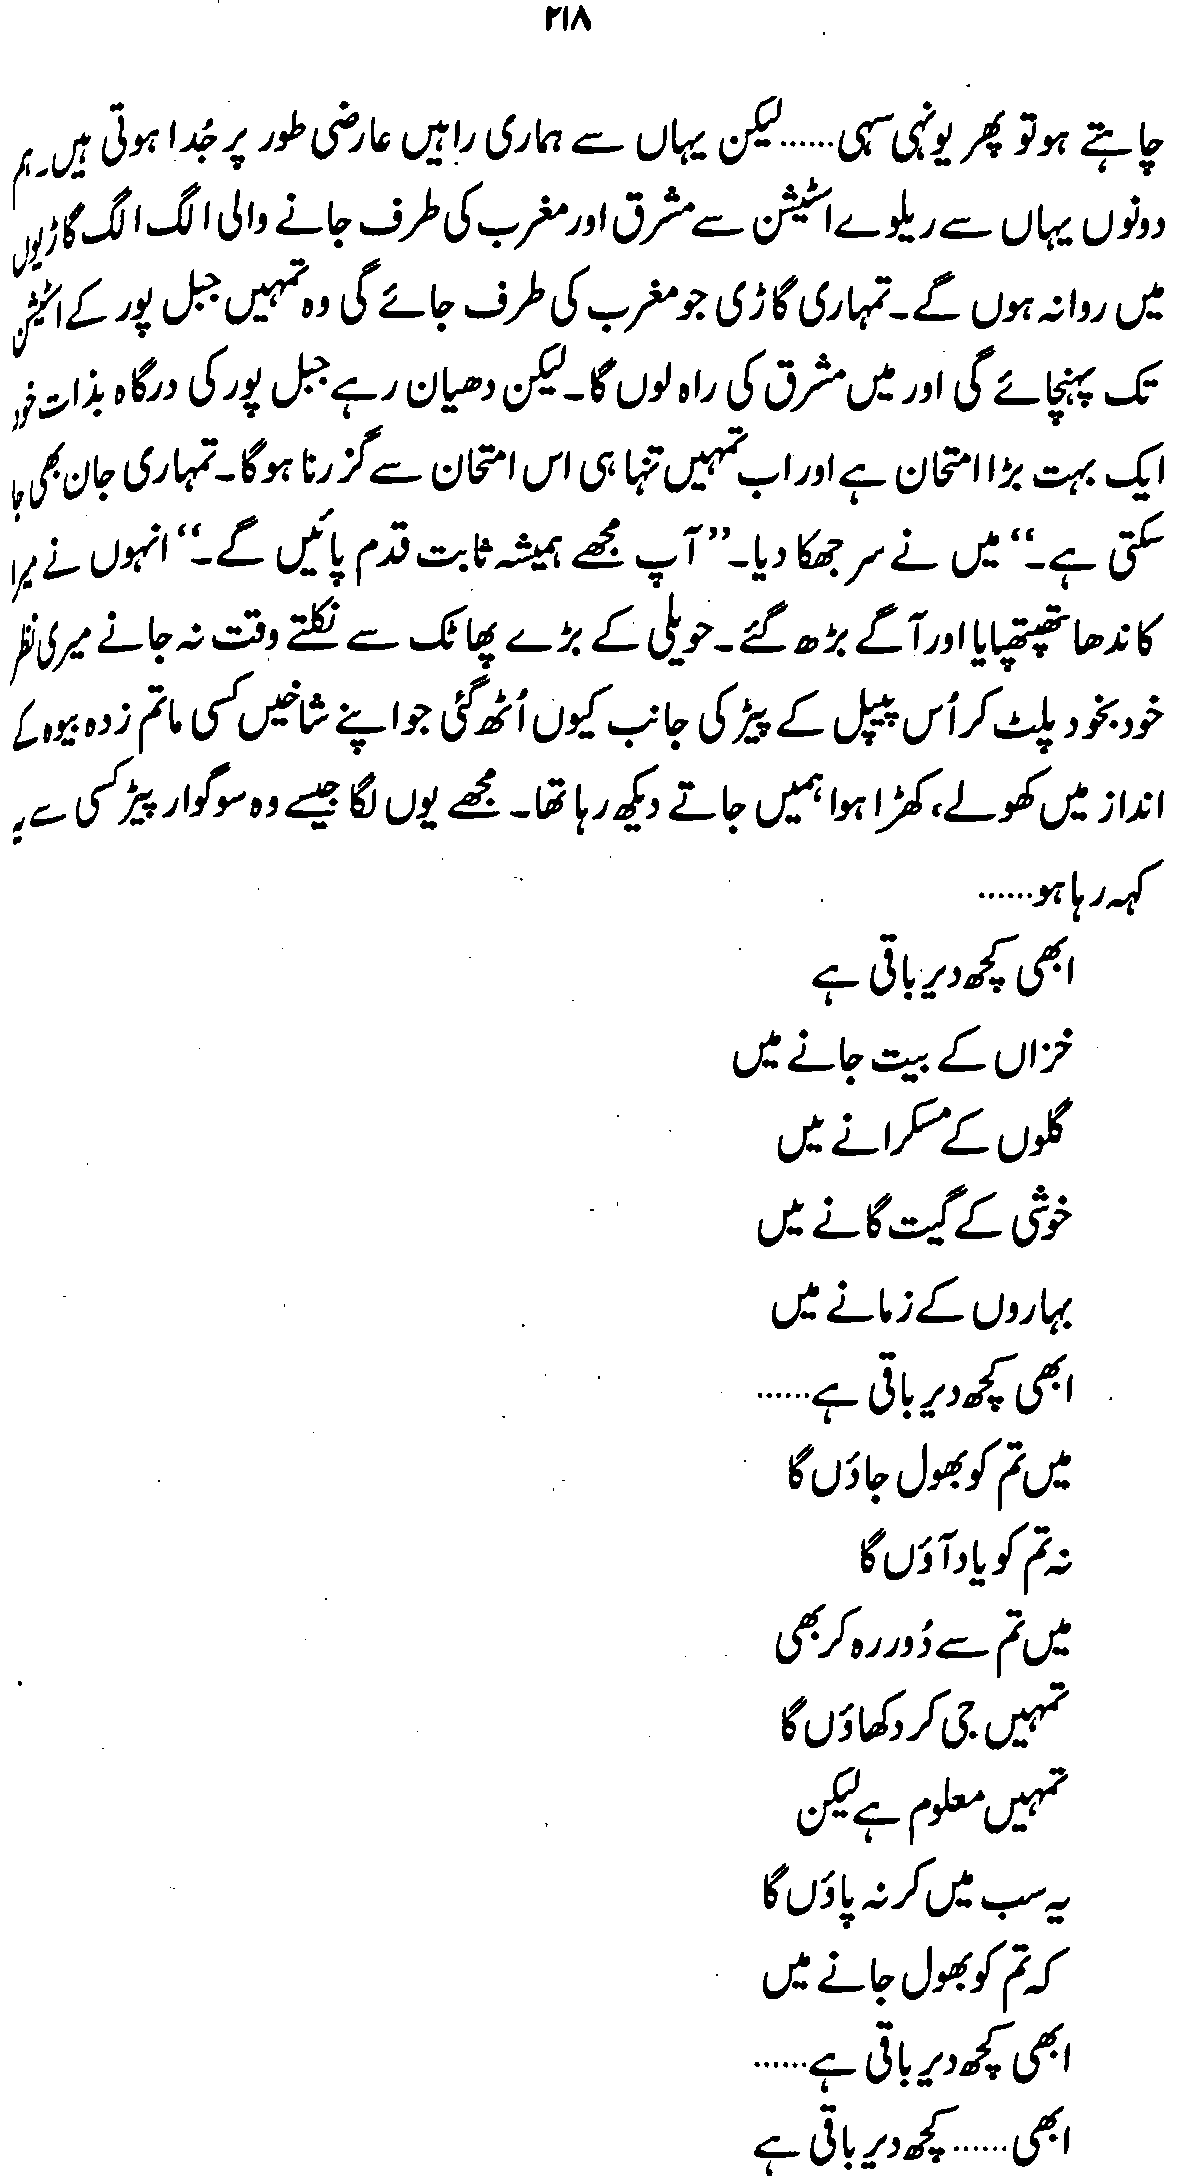 ۲۱۸
چاہتے ہو تو پھر یونہی سہی......لیکن یہاں سے ہماری راہیں عارضی طور پر جُدا ہوتی ہیں۔ ہم
دونوں یہاں سے ریلوے اسٹیشن سے مشرق اور مغرب کی طرف جانے والی الگ الگ گاڑیوں
میں روانہ ہوں گے۔ تمہاری گاڑی جو مغرب کی طرف جائے گی وہ تمہیں جبل پور کے اسٹیشن
تک پہنچائے گی اور میں مشرق کی راہ لوں گا۔ لیکن دھیان رہے جبل پور کی درگاہ بذات خود
ایک بہت بڑا امتحان ہے اور اب تمہیں تنہا ہی اس امتحان سے گزرنا ہوگا۔ تمہاری جان بھی جا
سکتی ہے۔“ میں نے سر جھکا دیا۔ ”آپ مجھے ہمیشہ ثابت قدم پائیں گے۔“ انہوں نے میرا
کاندھا تھپتھپایا اور آگے بڑھ گئے۔ حویلی کے بڑے پھاٹک سے نکلتے وقت نہ جانے میری نظر
خود بخود پلٹ کر اُس پیپل کے پیڑ کی جانب کیوں اُٹھ گئی جو اپنے شاخیں کسی ماتم زدہ بیوہ کے
انداز میں کھولے، کھڑا ہوا ہمیں جاتے دیکھ رہا تھا۔ مجھے یوں لگا جیسے وہ سوگوار پیڑ کسی سے یہ
کہہ رہا ہو......
ابھی کچھ دیر باقی ہے
خزاں کے بیت جانے میں
گلوں کے مسکرانے میں
خوشی کے گیت گانے میں
بہاروں کے زمانے میں
ابھی کچھ دیر باقی ہے......
میں تم کو بھول جاؤں گا
نہ تم کو یاد آؤں گا
میں تم سے دُور رہ کر بھی
تمہیں جی کر دکھاؤں گا
تمہیں معلوم ہے لیکن
یہ سب میں کر نہ پاؤں گا
کہ تم کو بھول جانے میں
ابھی کچھ دیر باقی ہے......
ابھی......کچھ دیر باقی ہے